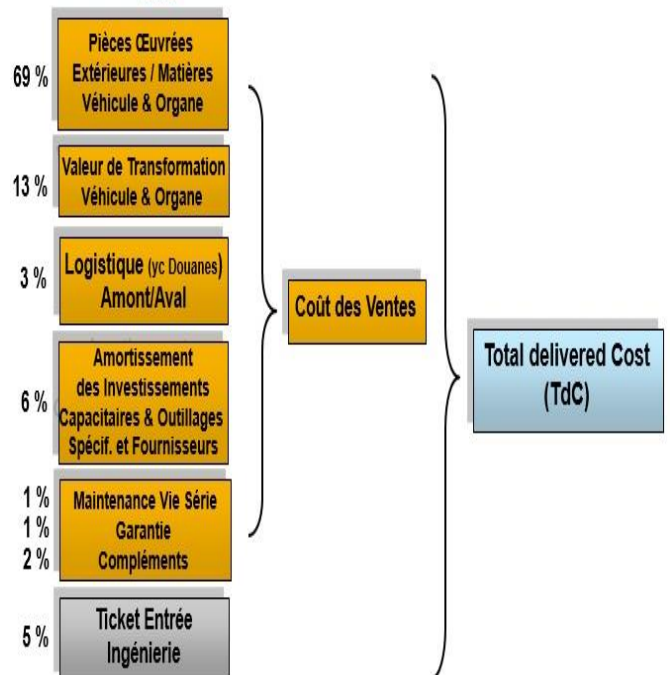 69 %
Pièces Œuvrées
Extérieures / Matières
Véhicule & Organe
13 %
Valeur de Transformation
Véhicule & Organe
3 %
Logistique (yc Douanes)
Amont/Aval
6 %
Amortissement
des Investissements
Capacitaires & Outillages
Spécif. et Fournisseurs
1 %
1 %
2 %
Maintenance Vie Série
Garantie
Compléments
5 %
Ticket Entrée
Ingénierie
Coût des Ventes
Total delivered Cost
(TdC)